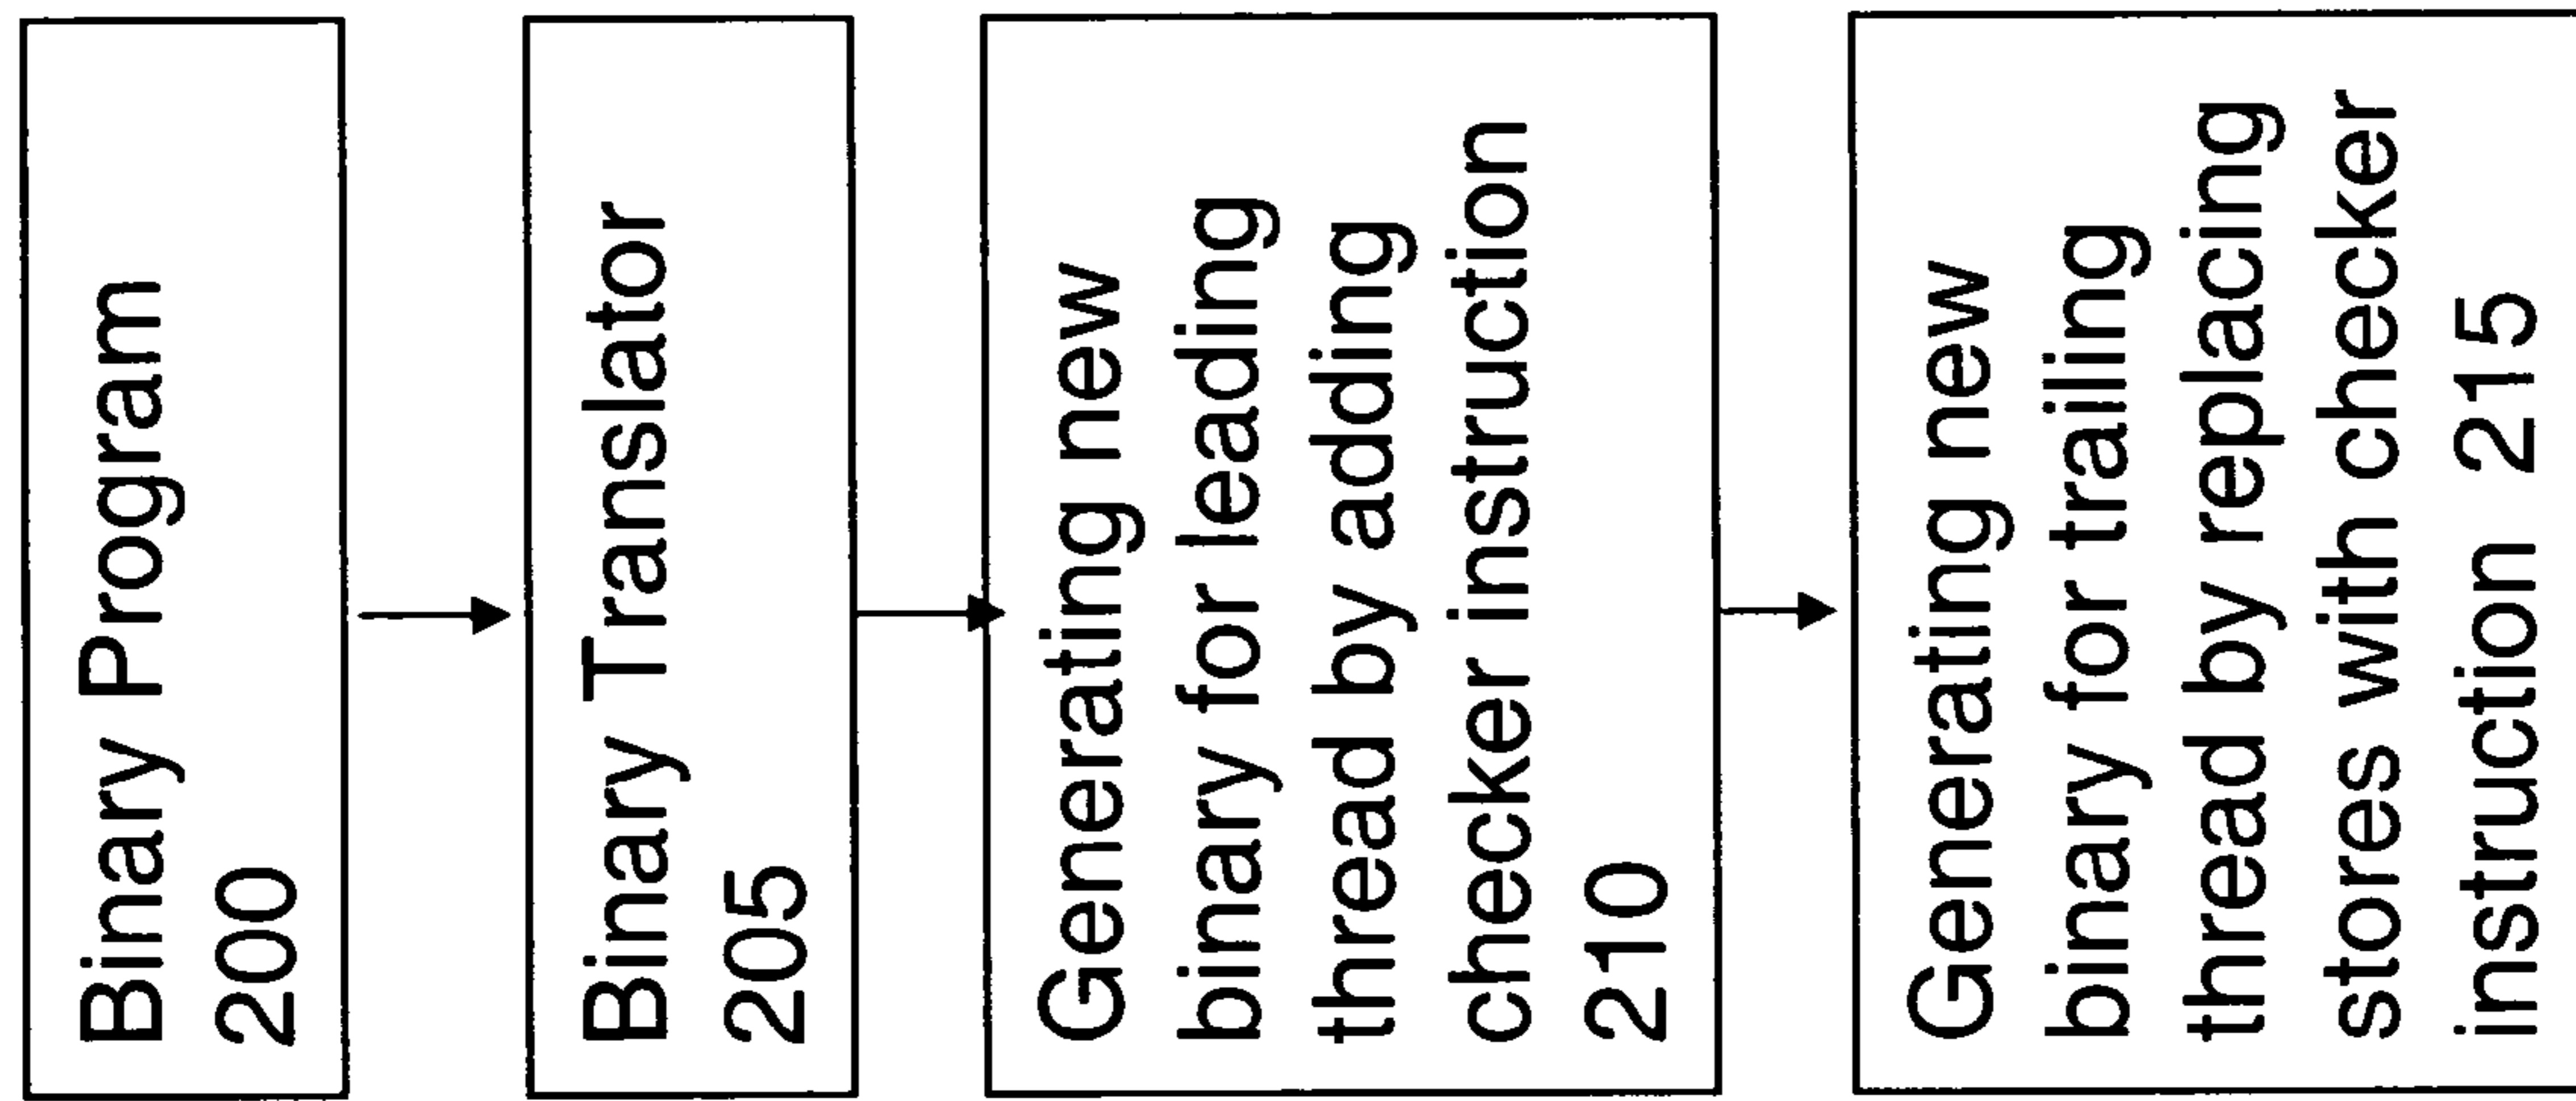 Binary Program
200
Binary Translator
205
Generating new
binary for leading
thread by adding
checker instruction
210
Generating new
binary for trailing
thread by replacing
stores with checker
instruction 215